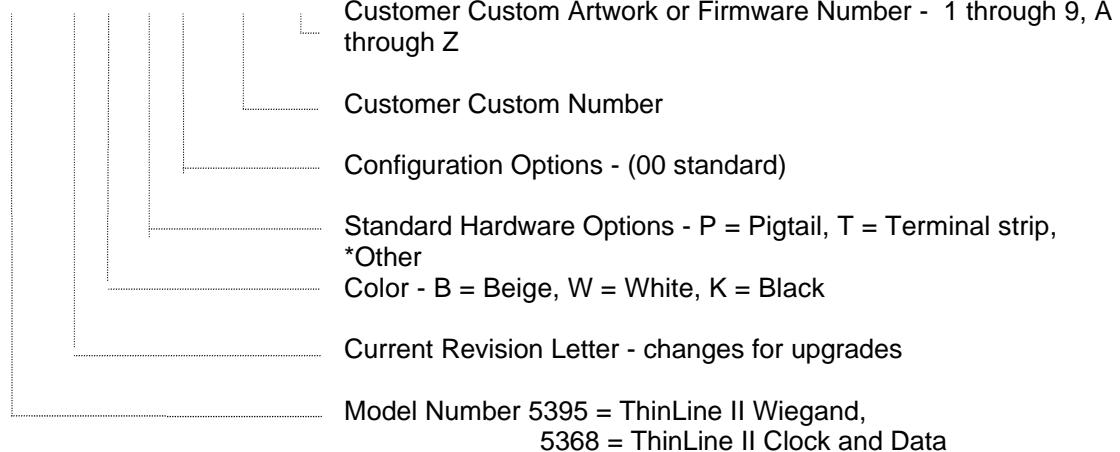 Customer Custom Artwork or Firmware Number - 1 through 9, A
through Z
Customer Custom Number
Configuration Options - (00 standard)
Standard Hardware Options - P = Pigtail, T = Terminal strip,
*Other
Color - B = Beige, W = White, K = Black
Current Revision Letter - changes for upgrades
Model Number 5395 = ThinLine II Wiegand,
5368 = ThinLine II Clock and Data